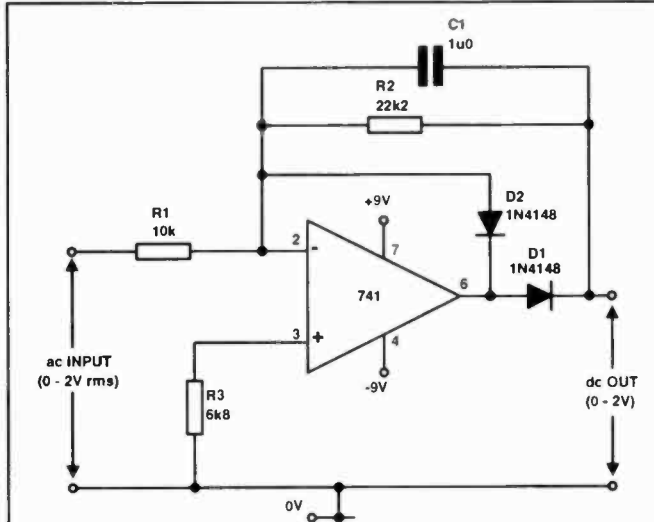 C1
1u0
R2
22k2
D2
1N4148
+9V
R1
10k
D1
1N4148
2
-
7
6
741
3
+
4
ac INPUT
(0 - 2V rms)
R3
6k8
-9V
dc OUT
(0 - 2V)
0V